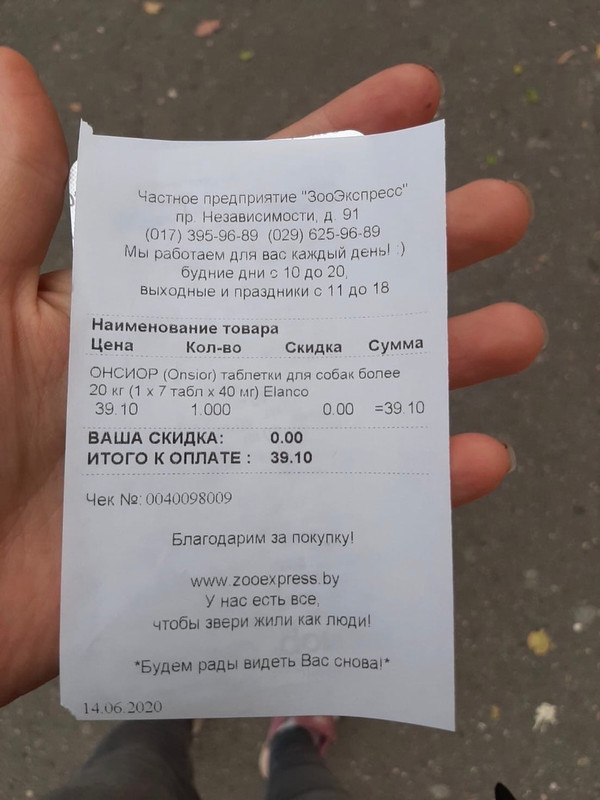 Частное предприятие "ЗооЭкспресс"
пр. Независимости, д. 91
(017) 395-96-89 (029) 625-96-89
Мы работаем для вас каждый день! :)
будние дни с 10 до 20,
выходные и праздники с 11 до 18
Наименование товара
Цена Кол-во Скидка Сумма
ОНСИОР (Onsior) таблетки для собак более
20 кг (1 х 7 табл х 40 мг) Elanco
39.10 1.000 0.00 =39.10
ВАША СКИДКА: 0.00
ИТОГО К ОПЛАТЕ : 39.10
Чек №: 0040098009
Благодарим за покупку!
www.zooexpress.by
У нас есть все,
чтобы звери жили как люди!
*Будем рады видеть Вас снова!*
14.06.2020